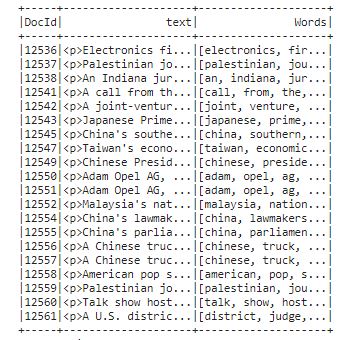 +-----+--------------------+--------------------+
|DocId|                text|               Words|
+-----+--------------------+--------------------+
|12536|<p>Electronics fi...|[electronics, fir...|
|12537|<p>Palestinian jo...|[palestinian, jou...|
|12538|<p>An Indiana jur...|[an, indiana, jur...|
|12541|<p>A call from th...|[call, from, the,...|
|12542|<p>A joint-ventur...|[joint, venture, ...|
|12543|<p>Japanese Prime...|[japanese, prime,...|
|12545|<p>China's southe...|[china, southern,...|
|12547|<p>Taiwan's econo...|[taiwan, economic...|
|12549|<p>Chinese Presid...|[chinese, preside...|
|12550|<p>Adam Opel AG, ...|[adam, opel, ag, ...|
|12551|<p>Adam Opel AG, ...|[adam, opel, ag, ...|
|12552|<p>Malaysia's nat...|[malaysia, nation...|
|12554|<p>China's lawmak...|[china, lawmakers...|
|12555|<p>China's parlia...|[china, parliamen...|
|12556|<p>A Chinese truc...|[chinese, truck, ...|
|12557|<p>A Chinese truc...|[chinese, truck, ...|
|12558|<p>American pop s...|[american, pop, s...|
|12559|<p>Palestinian jo...|[palestinian, jou...|
|12560|<p>Talk show host...|[talk, show, host...|
|12561|<p>A U.S. distric...|[district, judge,...|
+-----+--------------------+--------------------+